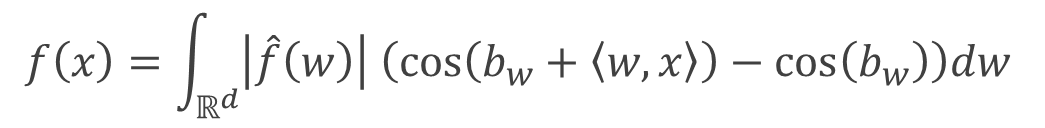 f(x) = ∫_{ℝ^d} |f̂(w)| (cos(b_w + ⟨w, x⟩) − cos(b_w))dw